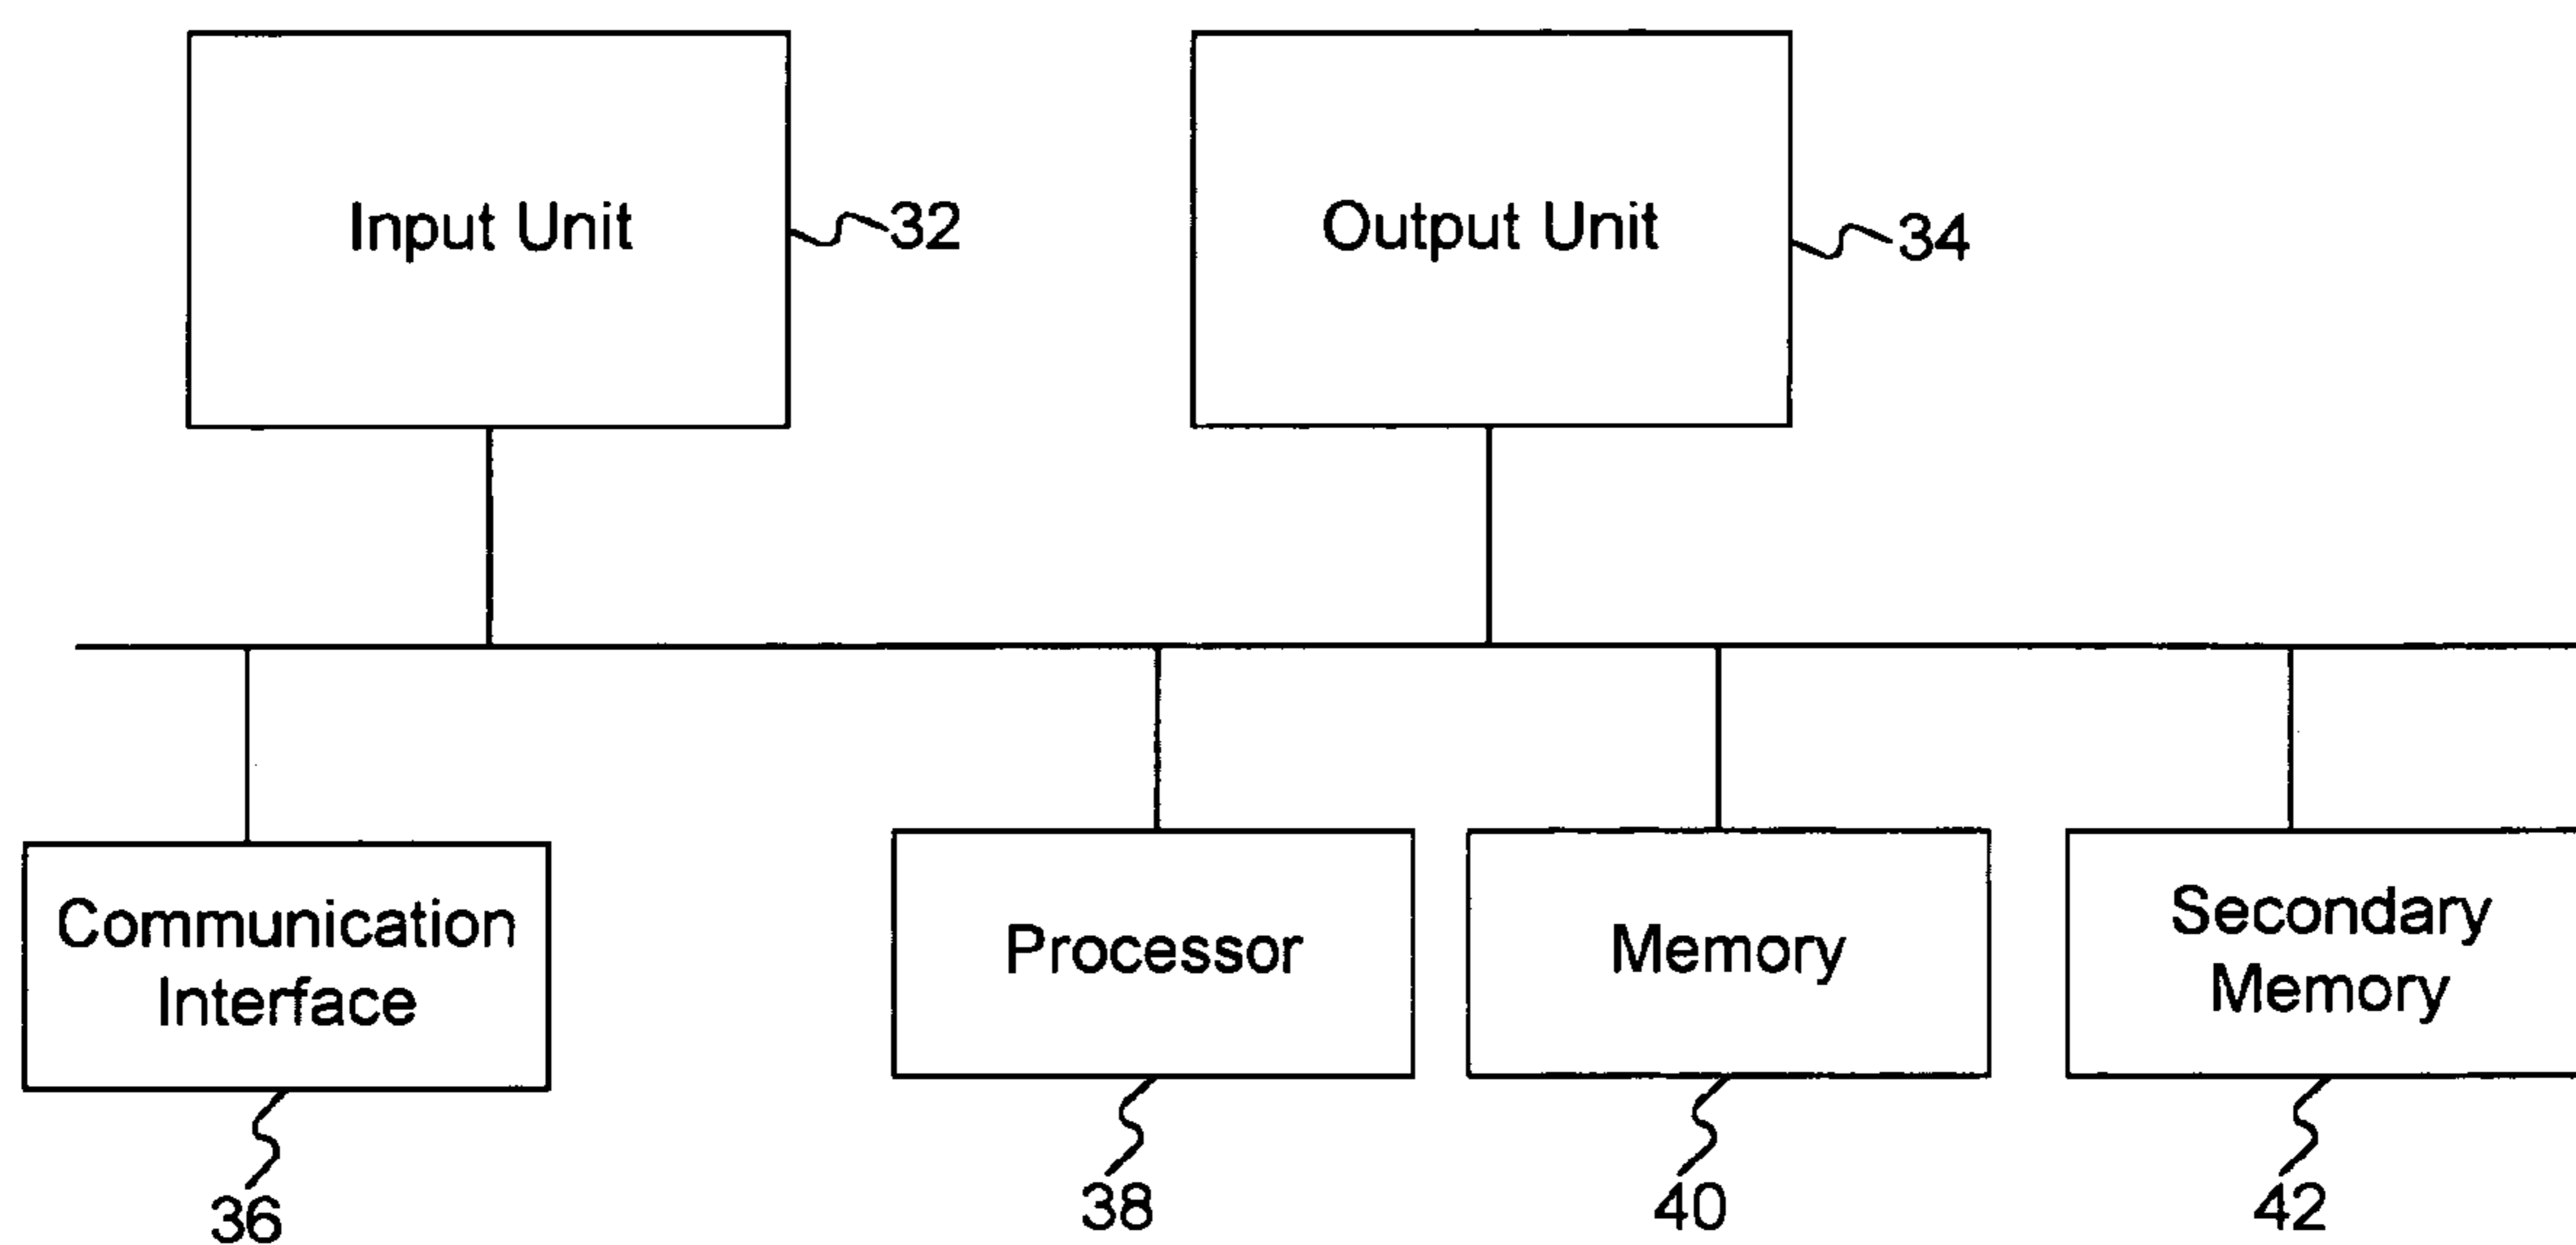 Input Unit
32
Output Unit
34
Communication
Interface
36
Processor
38
Memory
40
Secondary
Memory
42